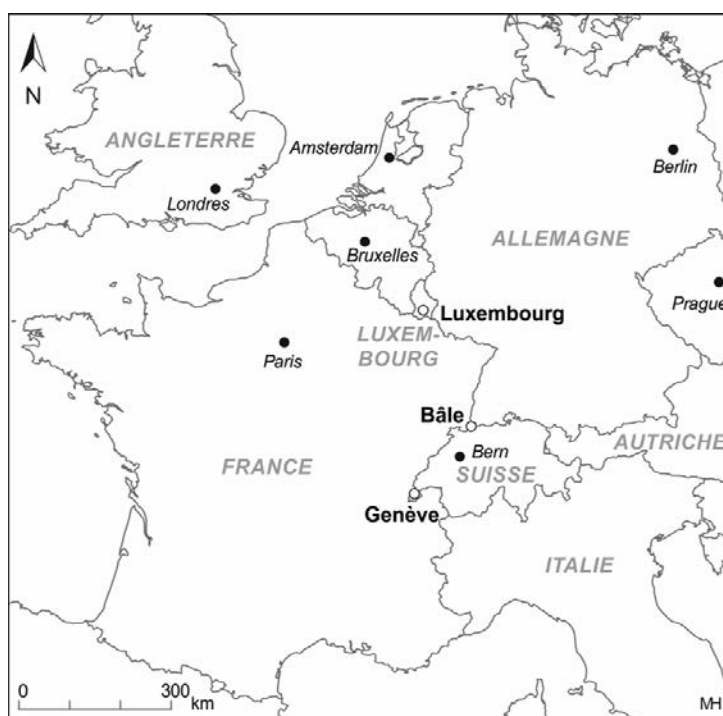 N
ANGLETERRE
Amsterdam
Berlin
Londres
ALLEMAGNE
Bruxelles
Prague
Luxembourg
LUXEM-
BOURG
Paris
Bâle
AUTRICHE
Bern
FRANCE
SUISSE
Genève
ITALIE
0
300
km
MH